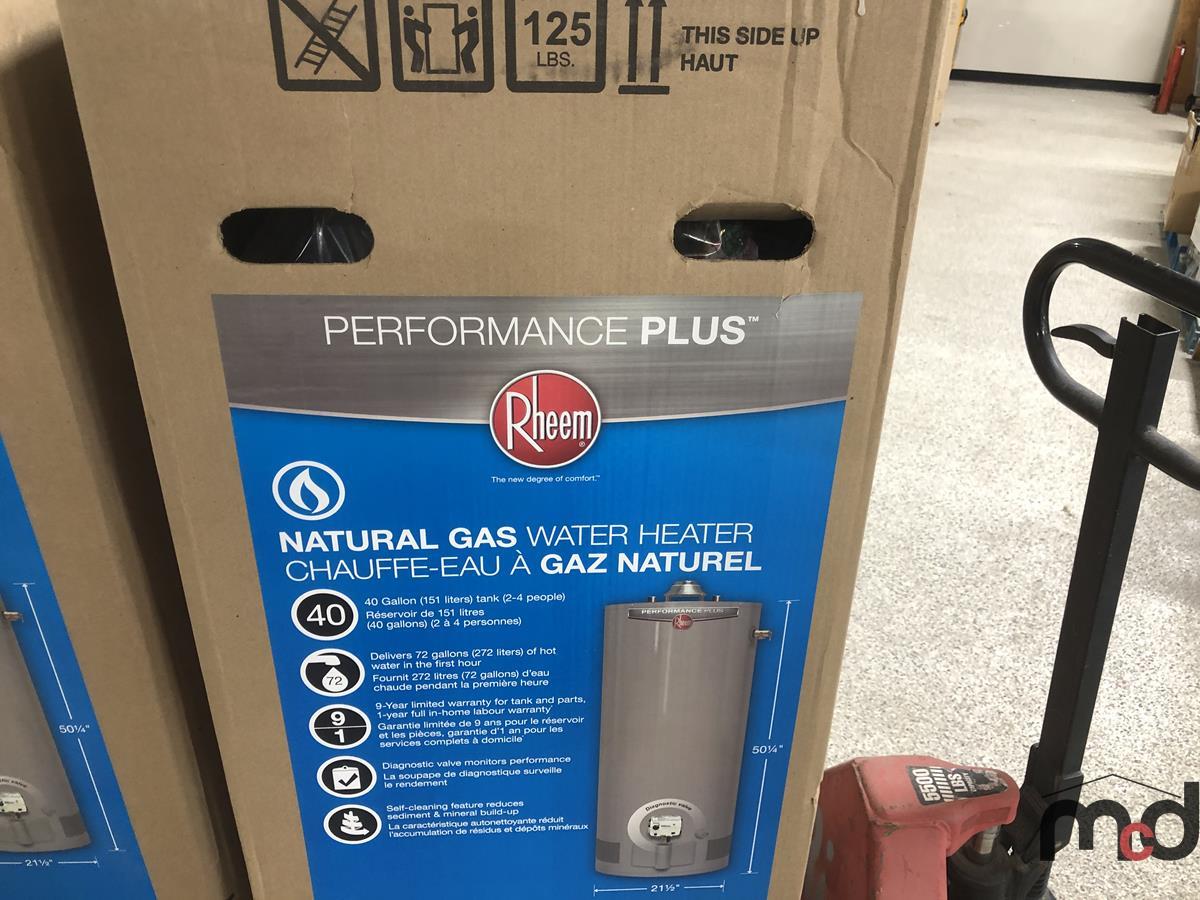 125
LBS.
THIS SIDE UP
HAUT
PERFORMANCE PLUS™
Rheem®
The new degree of comfort.™
NATURAL GAS WATER HEATER
CHAUFFE-EAU À GAZ NATUREL
40
40 Gallon (151 liters) tank (2-4 people)
Réservoir de 151 litres
(40 gallons) (2 à 4 personnes)
72
Delivers 72 gallons (272 liters) of hot
water in the first hour
Fournit 272 litres (72 gallons) d'eau
chaude pendant la première heure
9
1
9-Year limited warranty for tank and parts,
1-year full in-home labour warranty*
Garantie limitée de 9 ans pour le réservoir
et les pièces, garantie d'1 an pour les
services complets à domicile*
Diagnostic valve monitors performance
La soupape de diagnostique surveille
le rendement
Self-cleaning feature reduces
sediment & mineral build-up
La caractéristique autonettoyante réduit
l'accumulation de résidus et dépôts minéraux
PERFORMANCE PLUS
Rheem
Diagnostic valve
50¼"
21½"
50¼"
21½"
5500
LBS
mcd